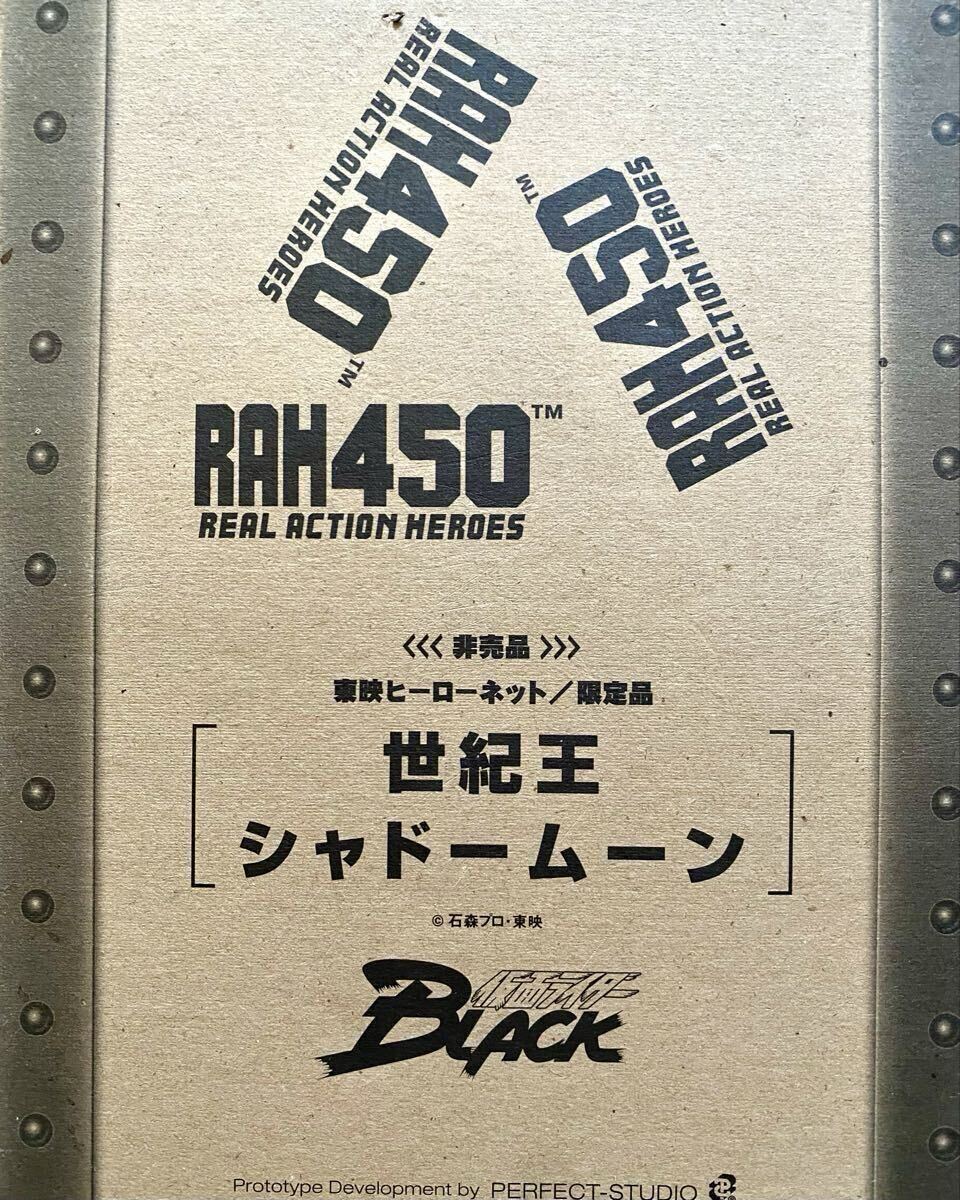 RAH450™
REAL ACTION HEROES
RAH450™
REAL ACTION HEROES
RAH450™
REAL ACTION HEROES
<<< 非売品 >>>
東映ヒーローネット／限定品
世紀王
シャドームーン
© 石森プロ・東映
仮面ライダー
BLACK
Prototype Development by PERFECT-STUDIO